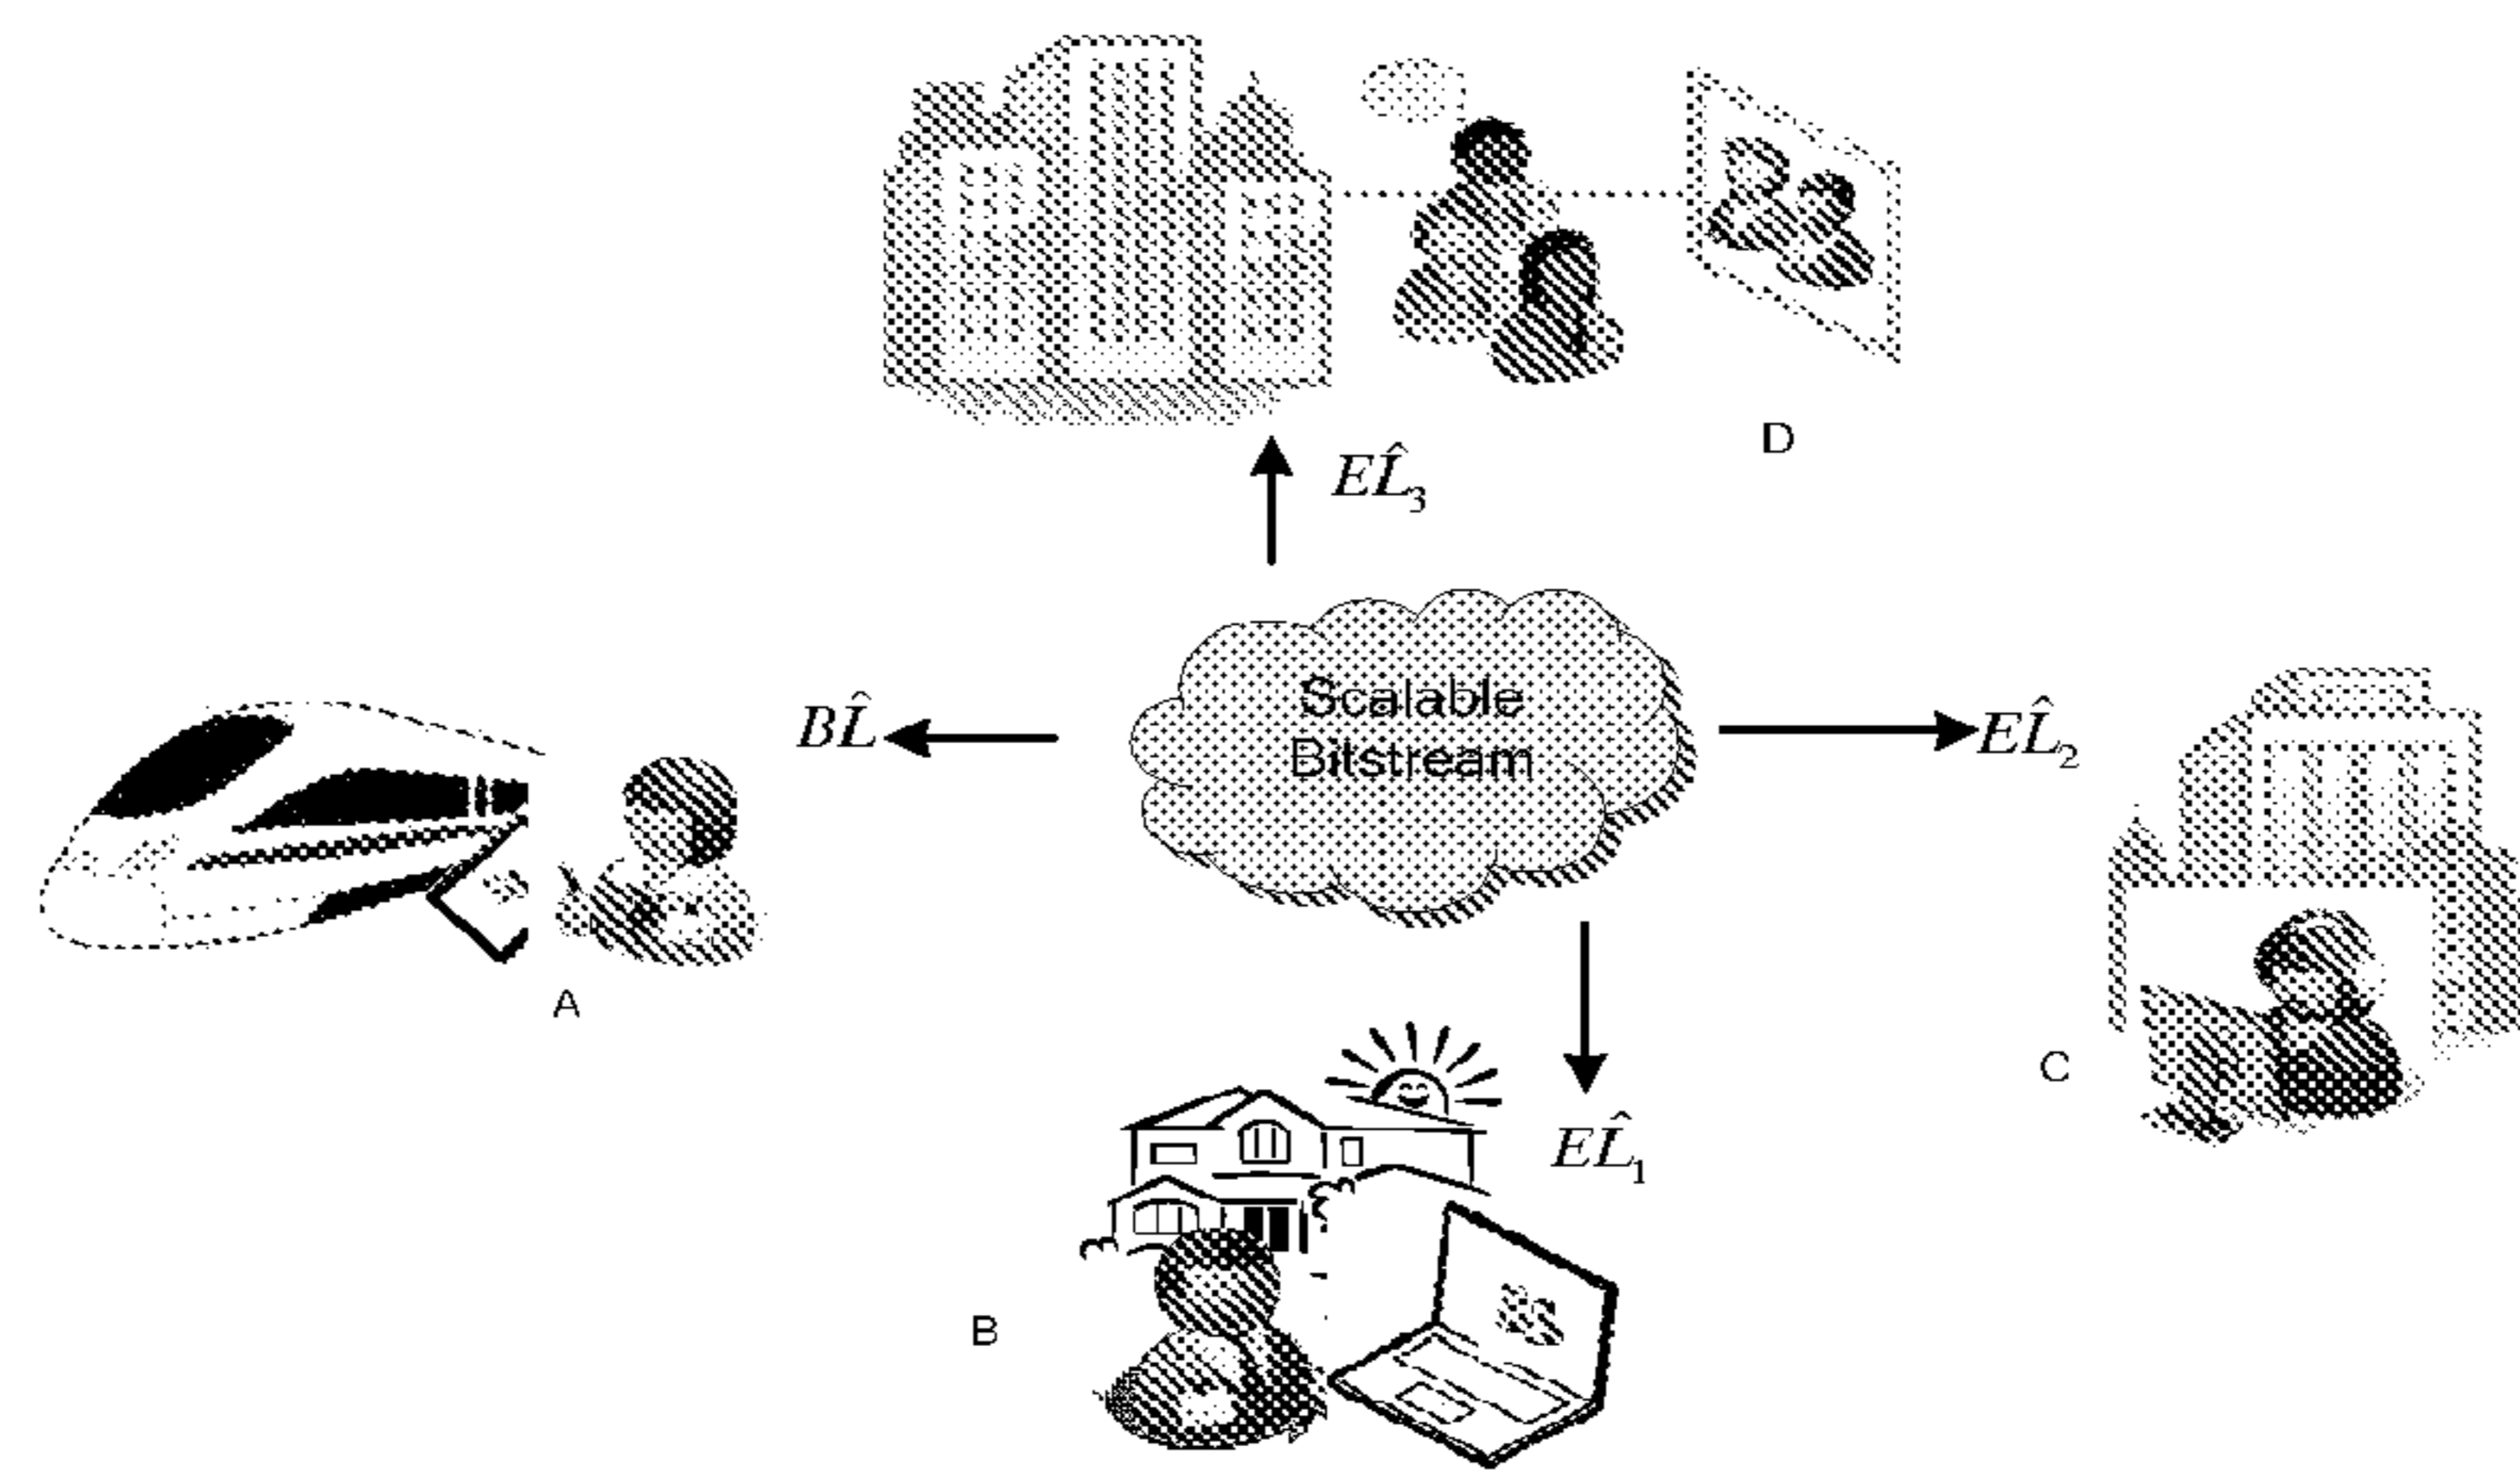 D
EL̂₃
Scalable
Bitstream
BL̂
EL̂₂
A
C
EL̂₁
B